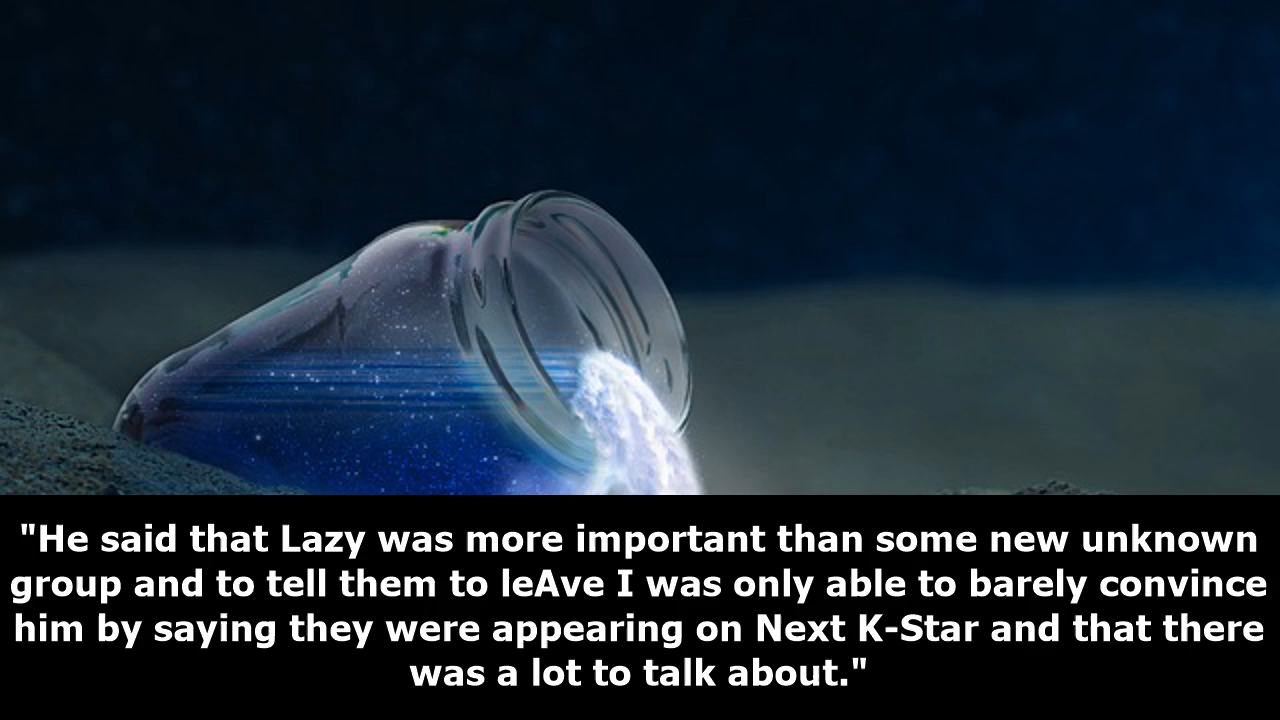 "He said that Lazy was more important than some new unknown
group and to tell them to leAve I was only able to barely convince
him by saying they were appearing on Next K-Star and that there
was a lot to talk about."